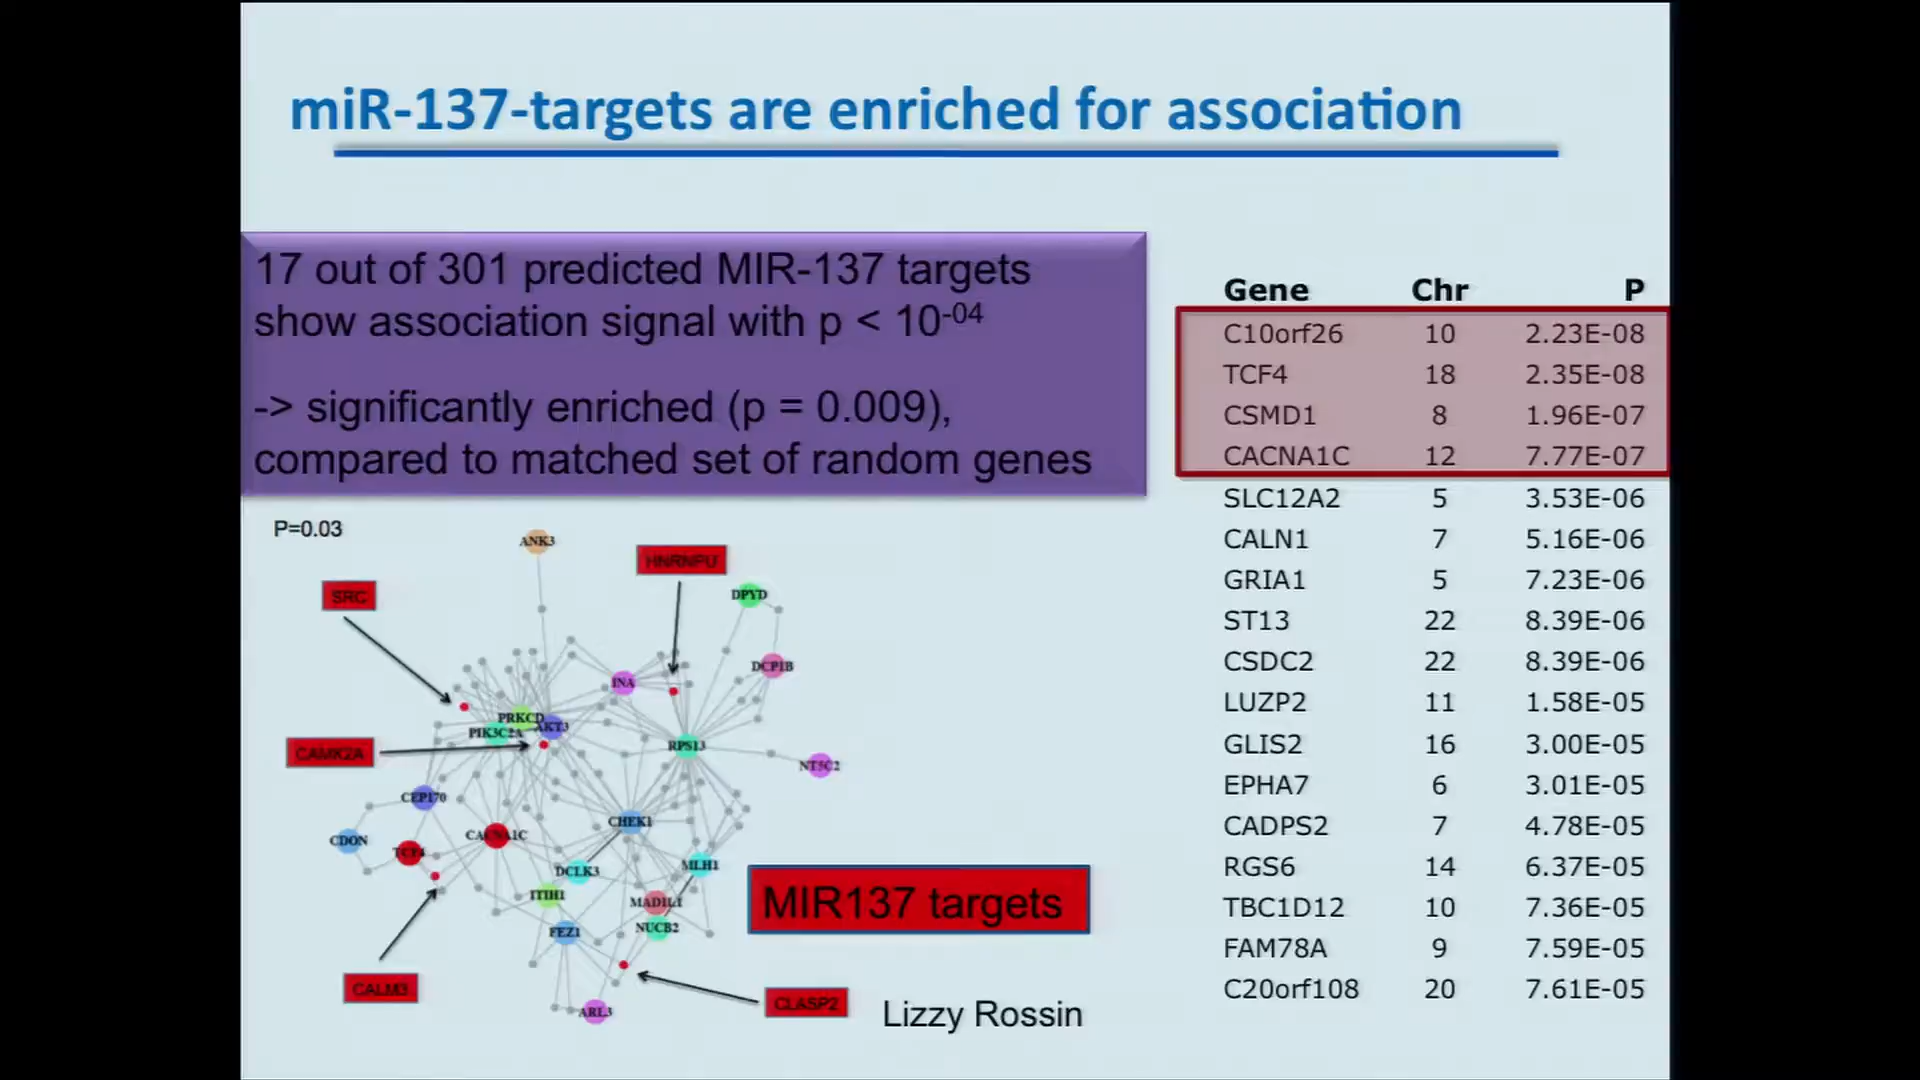 miR-137-targets are enriched for association
17 out of 301 predicted MIR-137 targets
show association signal with p < 10-04
-> significantly enriched (p = 0.009),
compared to matched set of random genes
Gene Chr P
C10orf26 10 2.23E-08
TCF4 18 2.35E-08
CSMD1 8 1.96E-07
CACNA1C 12 7.77E-07
SLC12A2 5 3.53E-06
CALN1 7 5.16E-06
GRIA1 5 7.23E-06
ST13 22 8.39E-06
CSDC2 22 8.39E-06
LUZP2 11 1.58E-05
GLIS2 16 3.00E-05
EPHA7 6 3.01E-05
CADPS2 7 4.78E-05
RGS6 14 6.37E-05
TBC1D12 10 7.36E-05
FAM78A 9 7.59E-05
C20orf108 20 7.61E-05
P=0.03
ANK3
HNRNPU
SRC
DPYD
DCP1B
INA
PRKCD
AKT3
PIK3C2A
RPS13
CAMK2A
NT5C2
CEP170
CHEK1
CACNA1C
CDON
TCF4
MLH1
DCLK3
ITIH1
MAD1L1
MIR137 targets
NUCB2
FEZ1
CALM3
CLASP2
ARL3
Lizzy Rossin